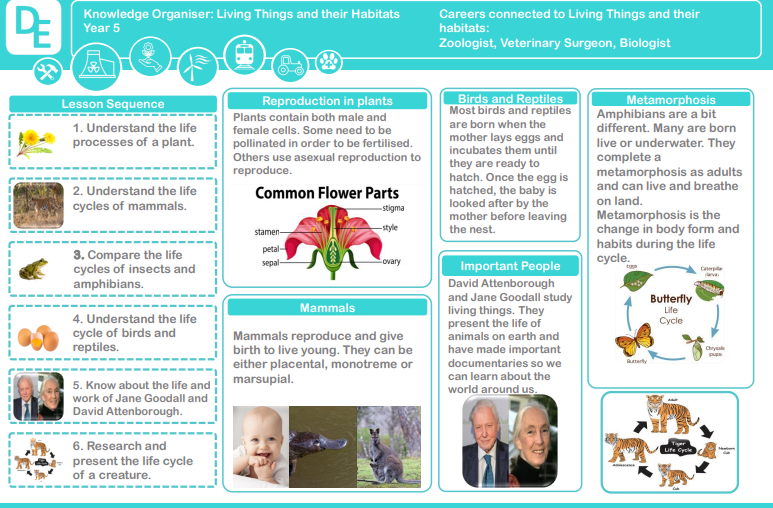 DE
Knowledge Organiser: Living Things and their Habitats
Year 5
Careers connected to Living Things and their
habitats:
Zoologist, Veterinary Surgeon, Biologist
Lesson Sequence
1. Understand the life
processes of a plant.
2. Understand the life
cycles of mammals.
3. Compare the life
cycles of insects and
amphibians.
4. Understand the life
cycle of birds and
reptiles.
5. Know about the life and
work of Jane Goodall and
David Attenborough.
6. Research and
present the life cycle
of a creature.
Reproduction in plants
Plants contain both male and
female cells. Some need to be
pollinated in order to be fertilised.
Others use asexual reproduction to
reproduce.
Common Flower Parts
stigma
stamen
style
petal
sepal
ovary
Mammals
Mammals reproduce and give
birth to live young. They can be
either placental, monotreme or
marsupial.
Birds and Reptiles
Most birds and reptiles
are born when the
mother lays eggs and
incubates them until
they are ready to
hatch. Once the egg is
hatched, the baby is
looked after by the
mother before leaving
the nest.
Important People
David Attenborough
and Jane Goodall study
living things. They
present the life of
animals on earth and
have made important
documentaries so we
can learn about the
world around us.
Metamorphosis
Amphibians are a bit
different. Many are born
live or underwater. They
complete a
metamorphosis as adults
and can live and breathe
on land.
Metamorphosis is the
change in body form and
habits during the life
cycle.
Eggs
Caterpillar
(larva)
Butterfly
Life
Cycle
Chrysalis
(pupa)
Butterfly
Adult
Tiger
Life Cycle
Newborn
Cub
Adolescence
Cub